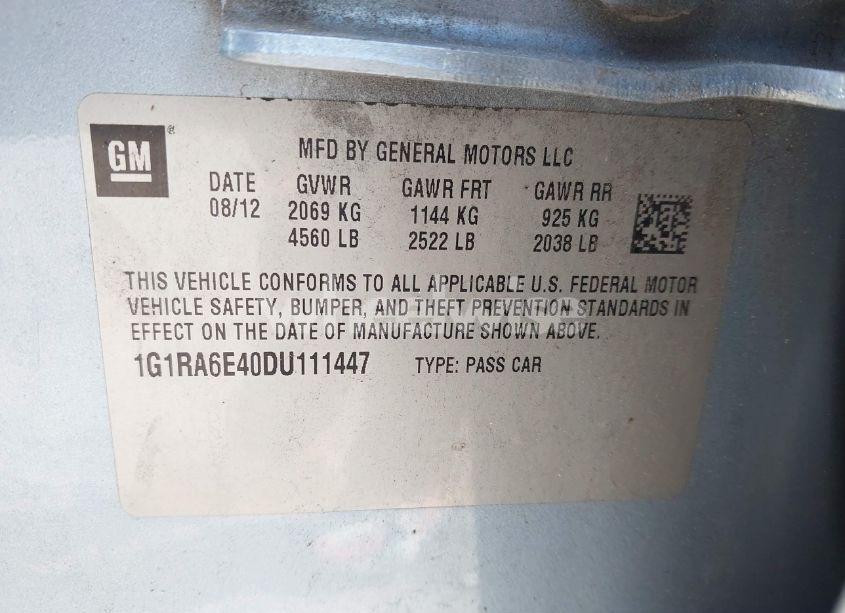 GM
MFD BY GENERAL MOTORS LLC
DATE GVWR GAWR FRT GAWR RR
08/12 2069 KG 1144 KG 925 KG
4560 LB 2522 LB 2038 LB
THIS VEHICLE CONFORMS TO ALL APPLICABLE U.S. FEDERAL MOTOR
VEHICLE SAFETY, BUMPER, AND THEFT PREVENTION STANDARDS IN
EFFECT ON THE DATE OF MANUFACTURE SHOWN ABOVE.
1G1RA6E40DU111447 TYPE: PASS CAR